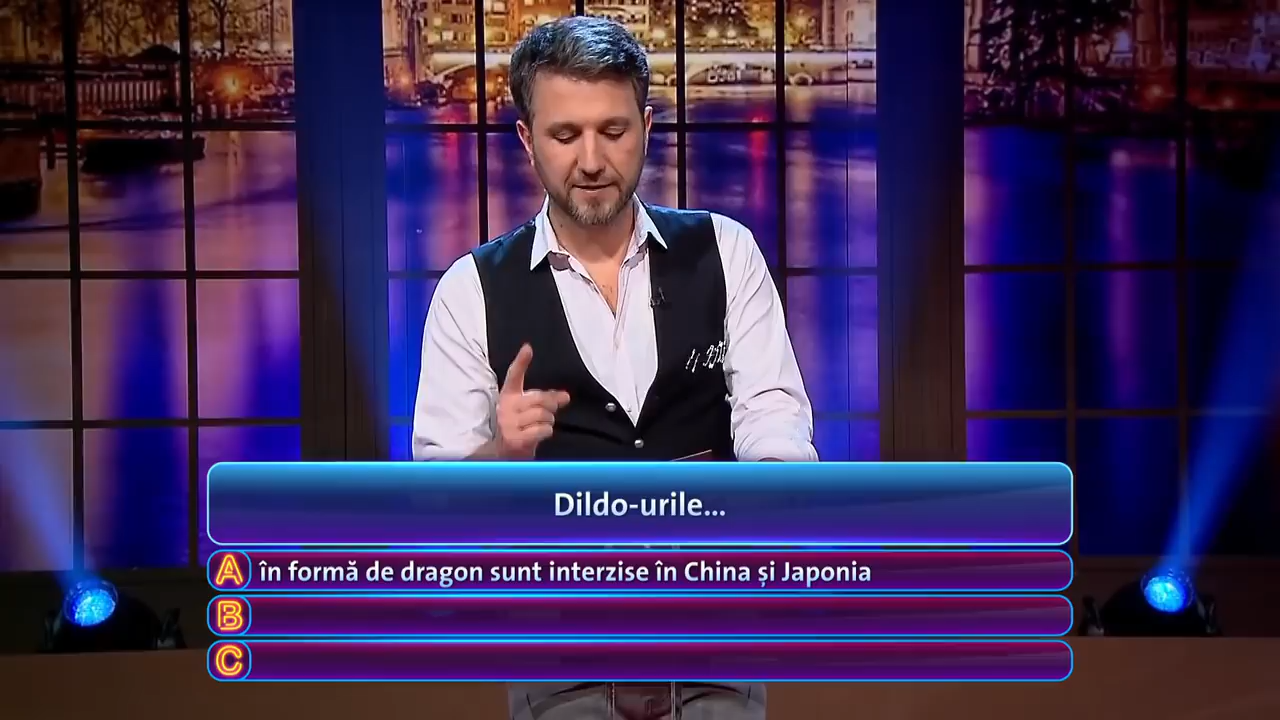 Dildo-urile...
A în formă de dragon sunt interzise în China și Japonia
B
C